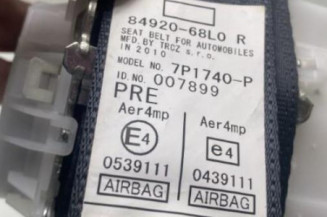 84920-68L0 R
SEAT BELT FOR AUTOMOBILES
MFD. BY TRCZ s.r.o.
IN 2010
MODEL NO. 7P1740-P
ID. NO. 007899
PRE
Aer4mp
E4
0539111
AIRBAG
Aer4mp
e4
0439111
AIRBAG